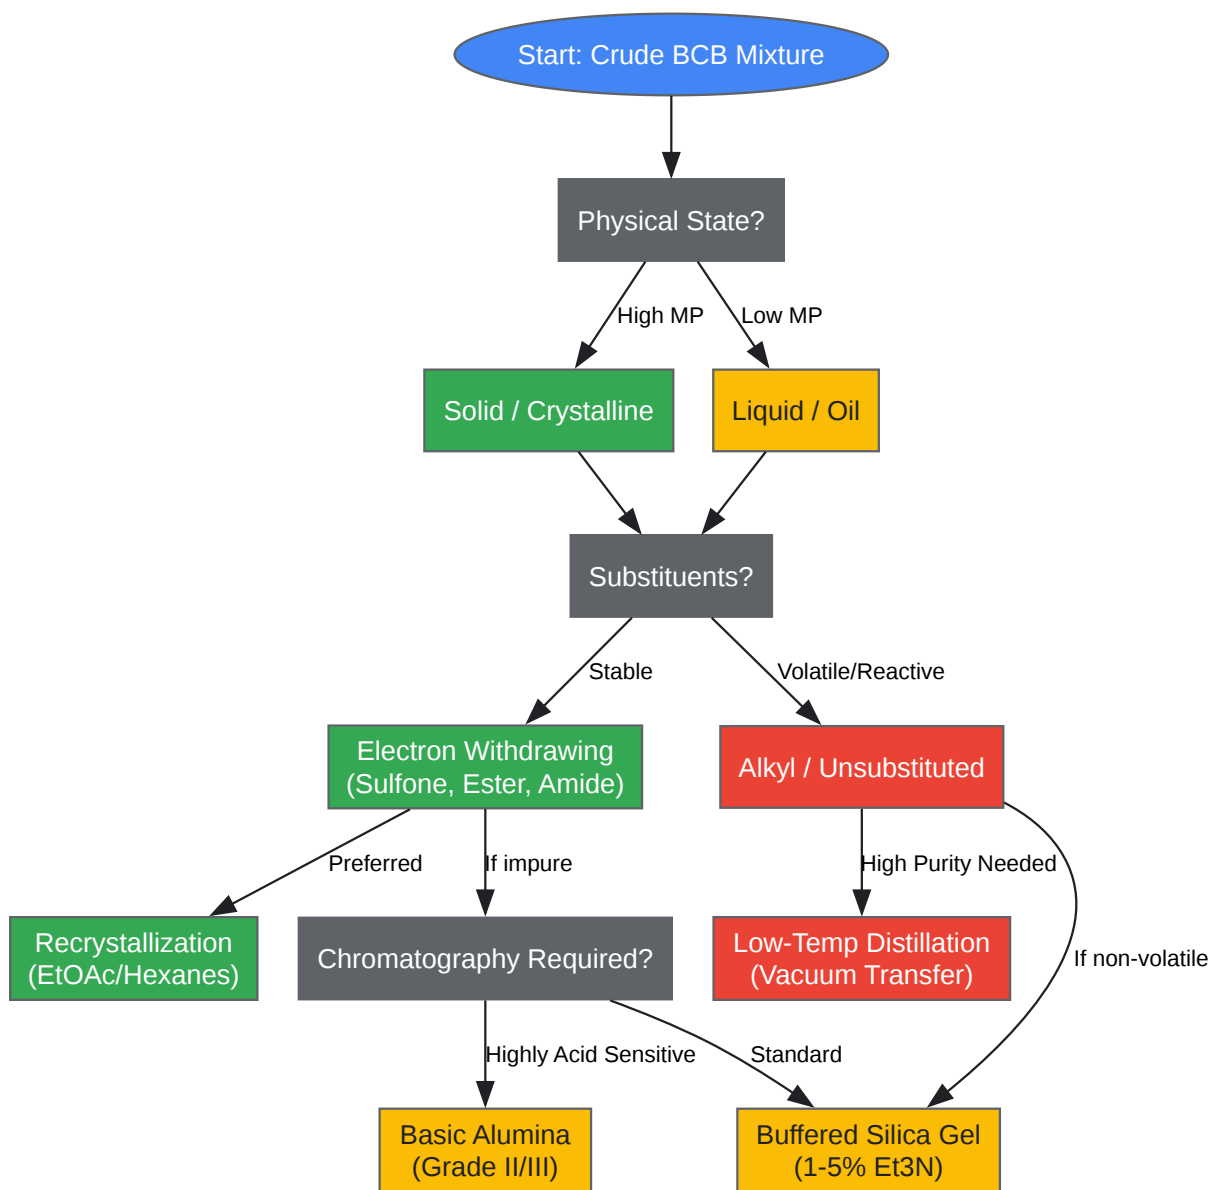 Start: Crude BCB Mixture
Physical State?
High MP
Low MP
Solid / Crystalline
Liquid / Oil
Substituents?
Stable
Volatile/Reactive
Electron Withdrawing
(Sulfone, Ester, Amide)
Alkyl / Unsubstituted
Preferred
If impure
High Purity Needed
Recrystallization
(EtOAc/Hexanes)
Chromatography Required?
Low-Temp Distillation
(Vacuum Transfer)
If non-volatile
Highly Acid Sensitive
Standard
Basic Alumina
(Grade II/III)
Buffered Silica Gel
(1-5% Et3N)